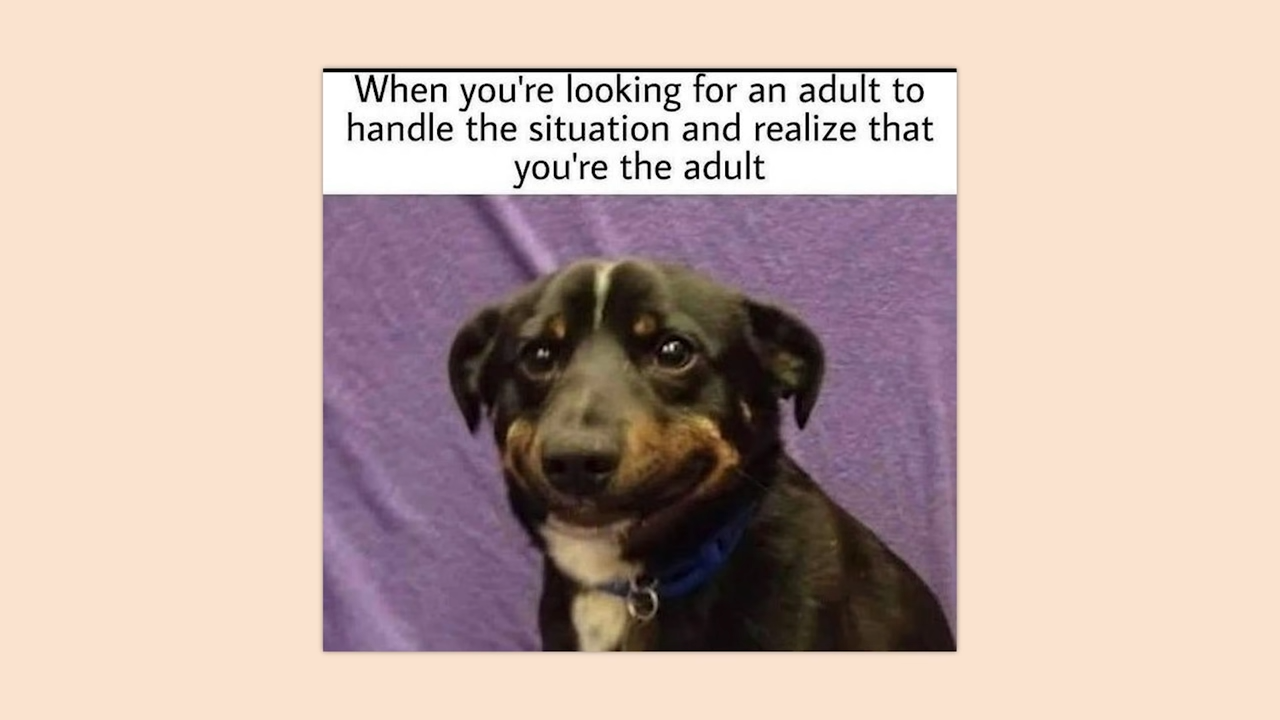 When you're looking for an adult to
handle the situation and realize that
you're the adult